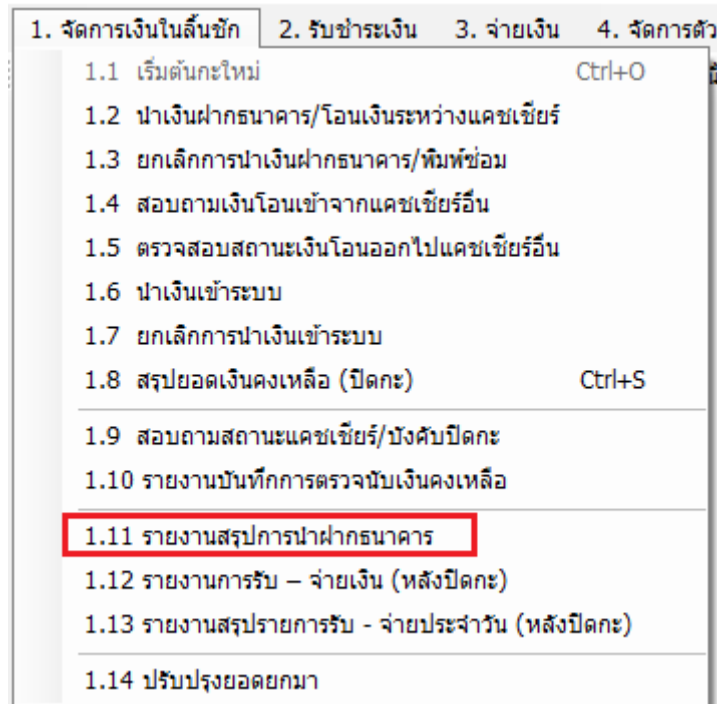 1. จัดการเงินในลิ้นชัก 2. รับชำระเงิน 3. จ่ายเงิน 4. จัดการตัว
1.1 เริ่มต้นกะใหม่ Ctrl+O
1.2 นำเงินฝากธนาคาร/โอนเงินระหว่างแคชเชียร์
1.3 ยกเลิกการนำเงินฝากธนาคาร/พิมพ์ซ่อม
1.4 สอบถามเงินโอนเข้าจากแคชเชียร์อื่น
1.5 ตรวจสอบสถานะเงินโอนออกไปแคชเชียร์อื่น
1.6 นำเงินเข้าระบบ
1.7 ยกเลิกการนำเงินเข้าระบบ
1.8 สรุปยอดเงินคงเหลือ (ปิดกะ) Ctrl+S
1.9 สอบถามสถานะแคชเชียร์/บังคับปิดกะ
1.10 รายงานบันทึกการตรวจนับเงินคงเหลือ
1.11 รายงานสรุปการนำฝากธนาคาร
1.12 รายงานการรับ – จ่ายเงิน (หลังปิดกะ)
1.13 รายงานสรุปรายการรับ - จ่ายประจำวัน (หลังปิดกะ)
1.14 ปรับปรุงยอดยกมา